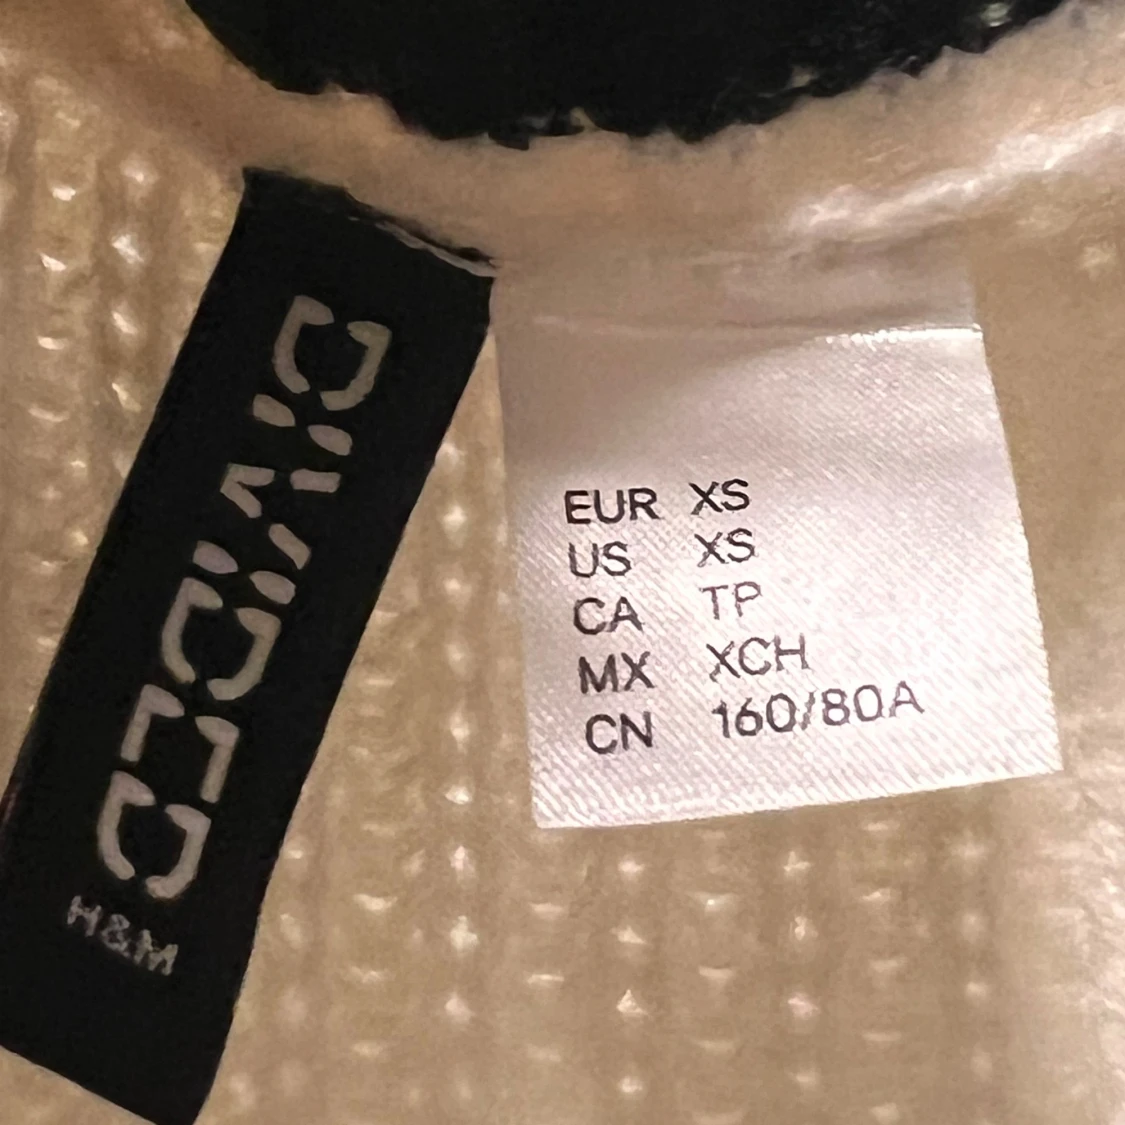 DIVIDED
H&M
EUR XS
US XS
CA TP
MX XCH
CN 160/80A